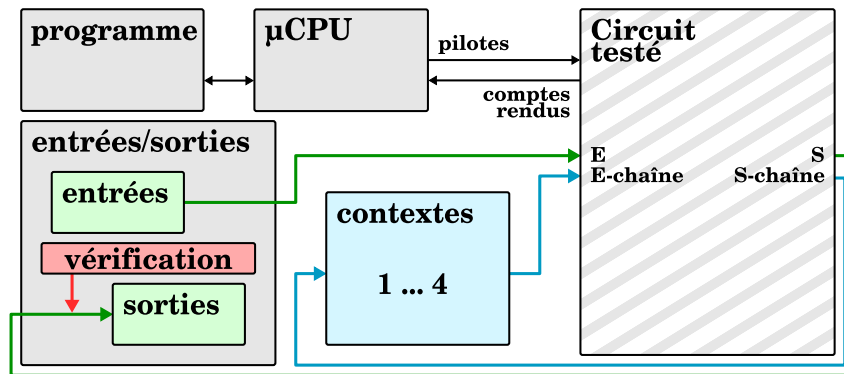 programme
µCPU
pilotes
comptes
rendus
Circuit
testé
entrées/sorties
entrées
vérification
sorties
contextes
1 ... 4
E
S
E-chaîne
S-chaîne